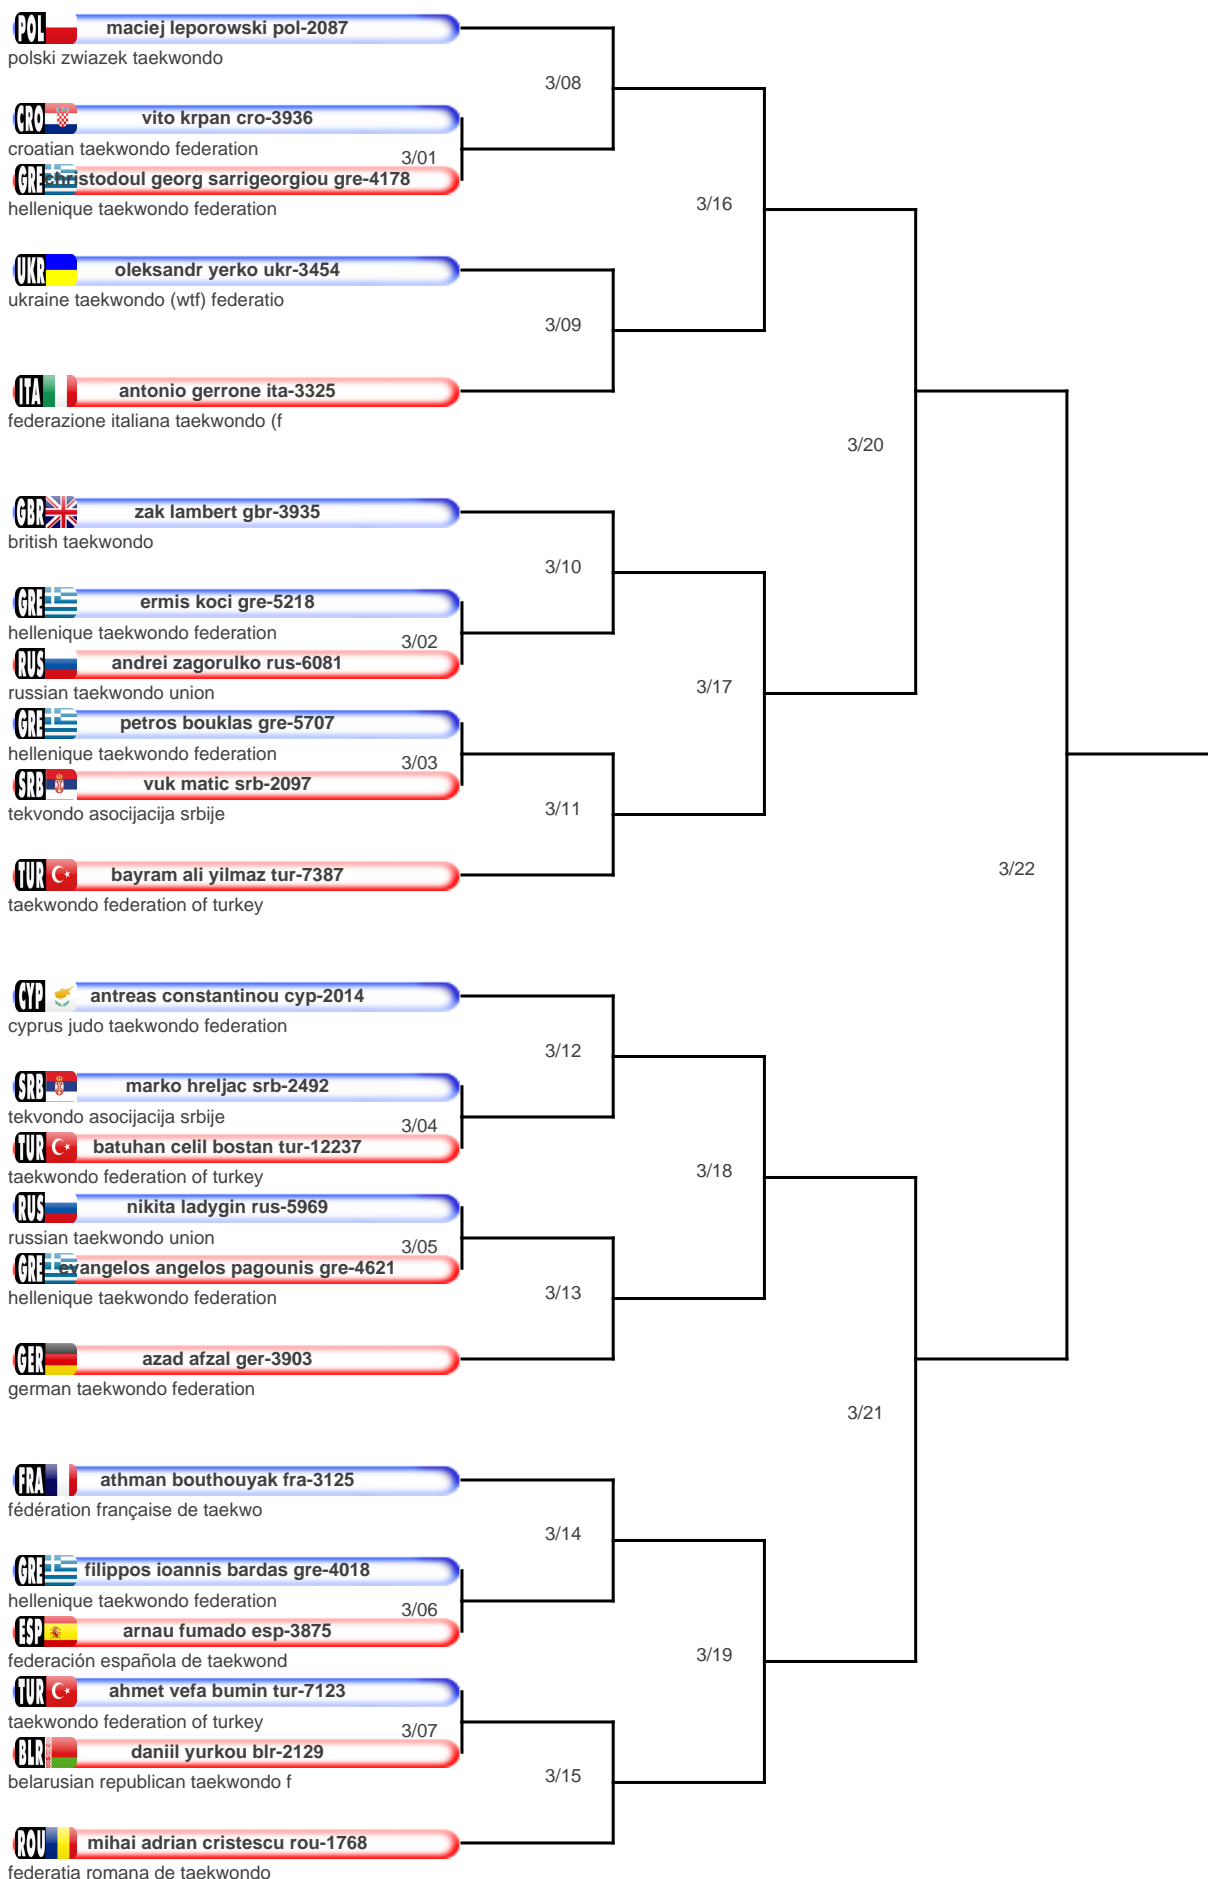 POL maciej leporowski pol-2087
polski zwiazek taekwondo
3/08
CRO vito krpan cro-3936
croatian taekwondo federation
3/01
GRE christodoul georg sarrigeorgiou gre-4178
hellenique taekwondo federation
3/16
UKR oleksandr yerko ukr-3454
ukraine taekwondo (wtf) federatio
3/09
ITA antonio gerrone ita-3325
federazione italiana taekwondo (f
3/20
GBR zak lambert gbr-3935
british taekwondo
3/10
GRE ermis koci gre-5218
hellenique taekwondo federation
3/02
RUS andrei zagorulko rus-6081
russian taekwondo union
3/17
GRE petros bouklas gre-5707
hellenique taekwondo federation
3/03
SRB vuk matic srb-2097
tekvondo asocijacija srbije
3/11
TUR bayram ali yilmaz tur-7387
taekwondo federation of turkey
3/22
CYP antreas constantinou cyp-2014
cyprus judo taekwondo federation
3/12
SRB marko hreljac srb-2492
tekvondo asocijacija srbije
3/04
TUR batuhan celil bostan tur-12237
taekwondo federation of turkey
3/18
RUS nikita ladygin rus-5969
russian taekwondo union
3/05
GRE evangelos angelos pagounis gre-4621
hellenique taekwondo federation
3/13
GER azad afzal ger-3903
german taekwondo federation
3/21
FRA athman bouthouyak fra-3125
fédération française de taekwo
3/14
GRE filippos ioannis bardas gre-4018
hellenique taekwondo federation
3/06
ESP arnau fumado esp-3875
federación española de taekwond
3/19
TUR ahmet vefa bumin tur-7123
taekwondo federation of turkey
3/07
BLR daniil yurkou blr-2129
belarusian republican taekwondo f
3/15
ROU mihai adrian cristescu rou-1768
federatia romana de taekwondo